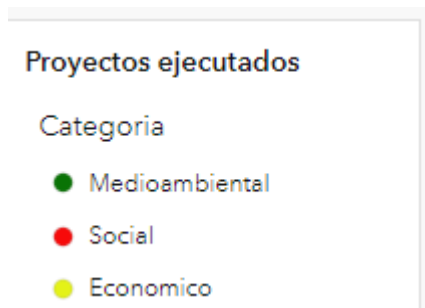 Proyectos ejecutados
Categoria
Medioambiental
Social
Economico